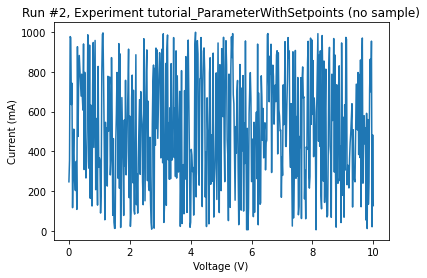 Run #2, Experiment tutorial_ParameterWithSetpoints (no sample)
1000
800
600
400
200
0
Current (mA)
0 2 4 6 8 10
Voltage (V)